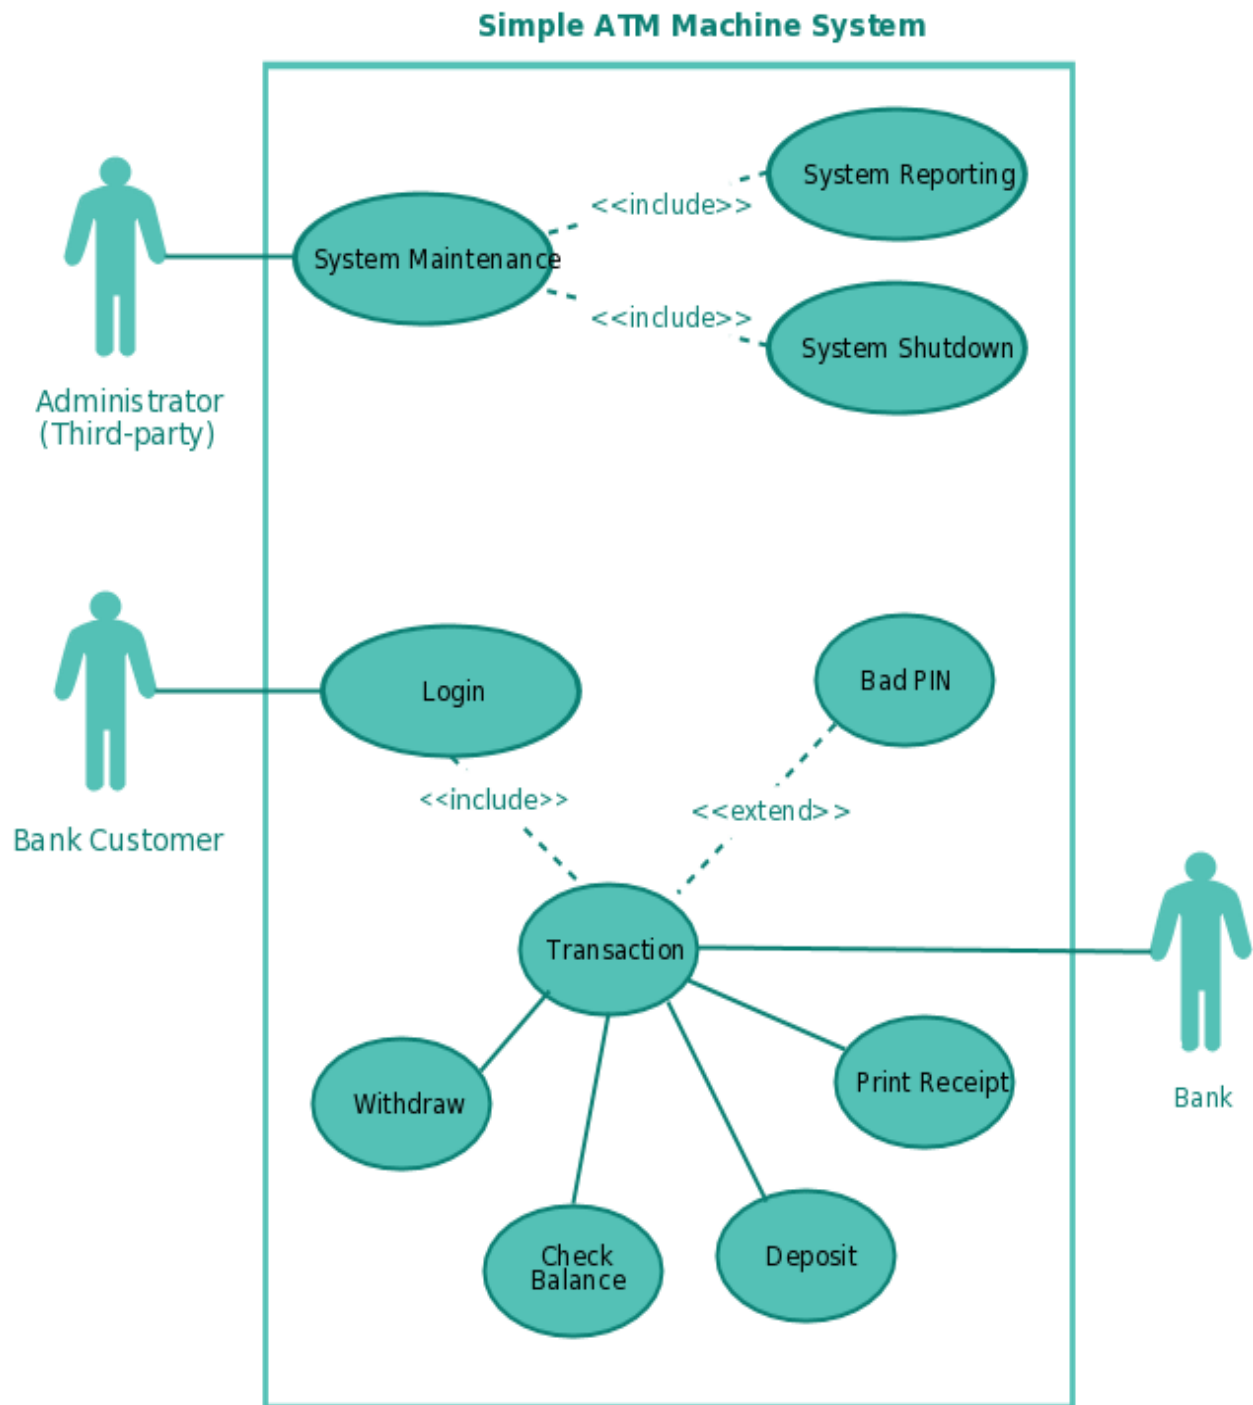 Simple ATM Machine System
System Reporting
<<include>>
System Maintenance
<<include>>
System Shutdown
Administrator
(Third-party)
Bad PIN
Login
<<include>>
<<extend>>
Bank Customer
Transaction
Print Receipt
Withdraw
Bank
Check
Balance
Deposit